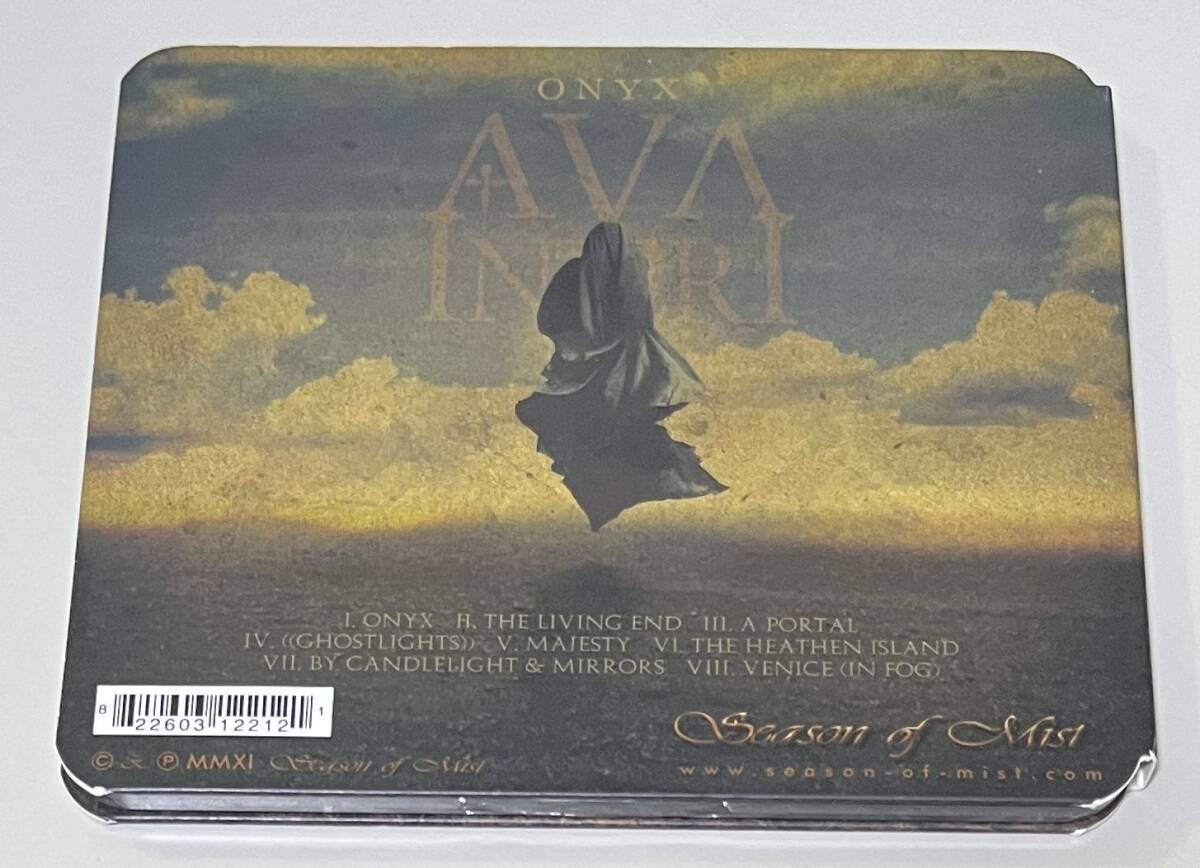 ONYX
AVA
INFERI
I. ONYX II. THE LIVING END III. A PORTAL
IV. ((GHOSTLIGHTS)) V. MAJESTY VI. THE HEATHEN ISLAND
VII. BY CANDLELIGHT & MIRRORS VIII. VENICE (IN FOG)
8 22603 12212 1
Season of Mist
© & ℗ MMXI Season of Mist
www.season-of-mist.com